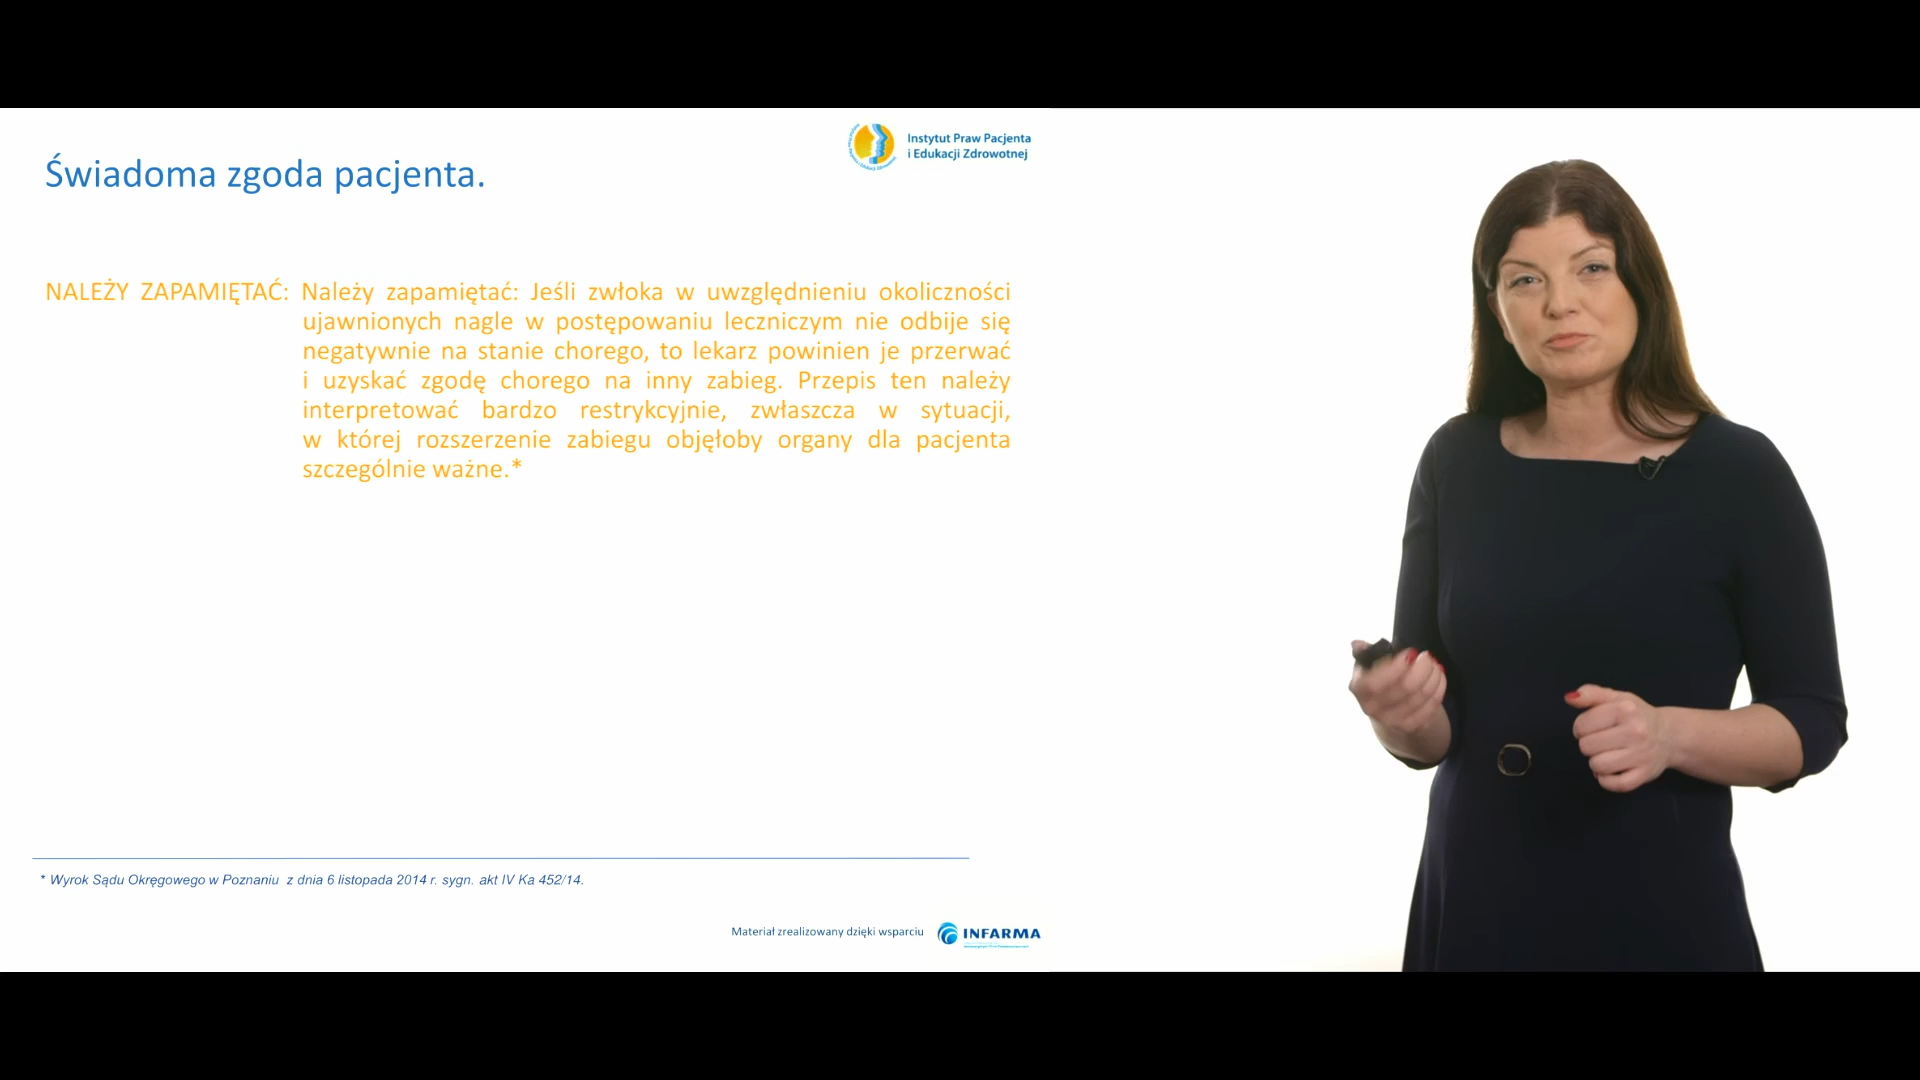 Instytut Praw Pacjenta
i Edukacji Zdrowotnej
Świadoma zgoda pacjenta.
NALEŻY ZAPAMIĘTAĆ: Należy zapamiętać: Jeśli zwłoka w uwzględnieniu okoliczności
ujawnionych nagle w postępowaniu leczniczym nie odbije się
negatywnie na stanie chorego, to lekarz powinien je przerwać
i uzyskać zgodę chorego na inny zabieg. Przepis ten należy
interpretować bardzo restrykcyjnie, zwłaszcza w sytuacji,
w której rozszerzenie zabiegu objęłoby organy dla pacjenta
szczególnie ważne.*
* Wyrok Sądu Okręgowego w Poznaniu z dnia 6 listopada 2014 r. sygn. akt IV Ka 452/14.
Materiał zrealizowany dzięki wsparciu
INFARMA